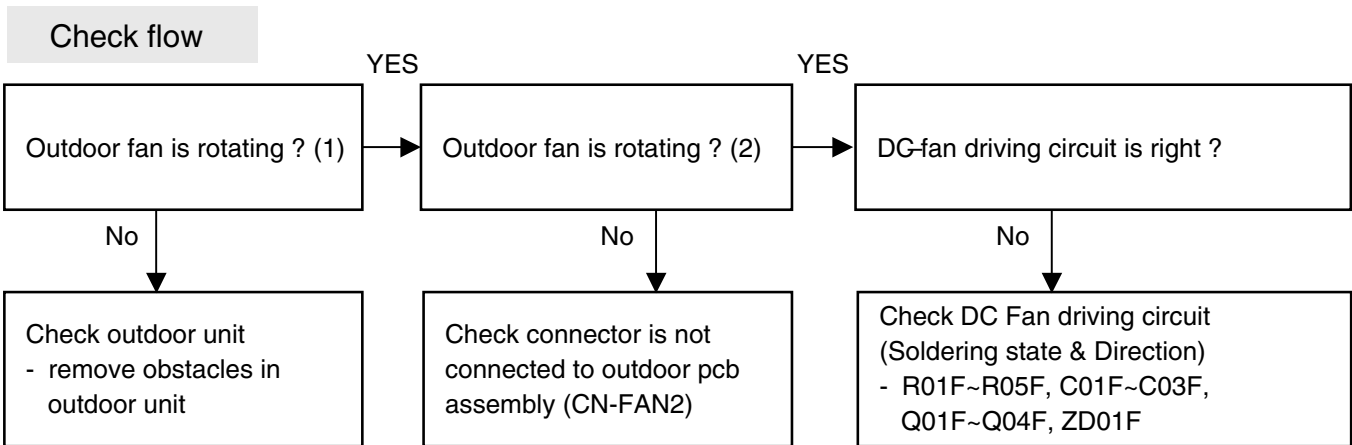 Check flow
YES
YES
Outdoor fan is rotating ? (1)
Outdoor fan is rotating ? (2)
DC-fan driving circuit is right ?
No
No
No
Check outdoor unit
- remove obstacles in
outdoor unit
Check connector is not
connected to outdoor pcb
assembly (CN-FAN2)
Check DC Fan driving circuit
(Soldering state & Direction)
- R01F~R05F, C01F~C03F,
Q01F~Q04F, ZD01F